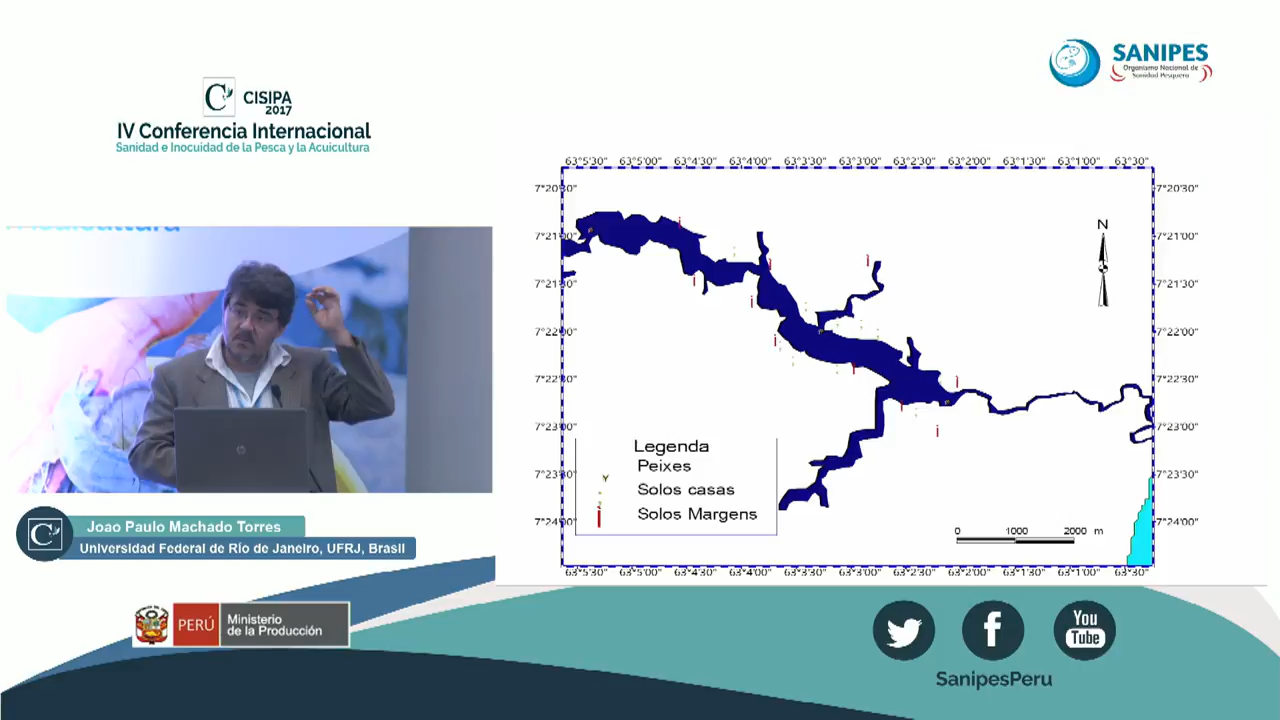 SANIPES
Organismo Nacional de
Sanidad Pesquera
CISIPA
2017
IV Conferencia Internacional
Sanidad e Inocuidad de la Pesca y la Acuicultura
63°5'30" 63°5'00" 63°4'30" 63°4'00" 63°3'30" 63°3'00" 63°2'30" 63°2'00" 63°1'30" 63°1'00" 63°30"
7°20'30" 7°20'30"
7°21'00" 7°21'00"
7°21'30" 7°21'30"
7°22'00" 7°22'00"
7°22'30" 7°22'30"
7°23'00" 7°23'00"
7°23'30" 7°23'30"
7°24'00" 7°24'00"
N
Legenda
Peixes
Solos casas
Solos Margens
0 1000 2000 m
63°5'30" 63°5'00" 63°4'30" 63°4'00" 63°3'30" 63°3'00" 63°2'30" 63°2'00" 63°1'30" 63°1'00" 63°30"
Joao Paulo Machado Torres
Universidad Federal de Río de Janeiro, UFRJ, Brasil
PERÚ
Ministerio
de la Producción
You
Tube
SanipesPeru